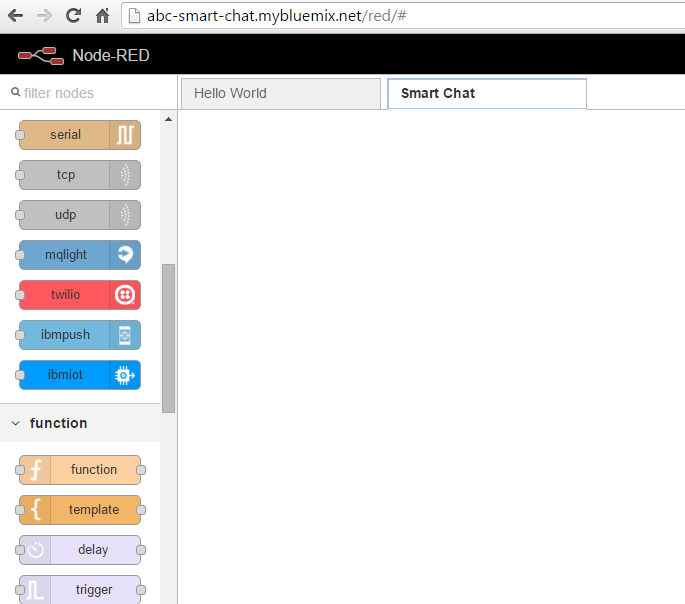 abc-smart-chat.mybluemix.net/red/#
Node-RED
filter nodes
Hello World
Smart Chat
serial
tcp
udp
mqlight
twilio
ibmpush
ibmiot
function
function
template
delay
trigger